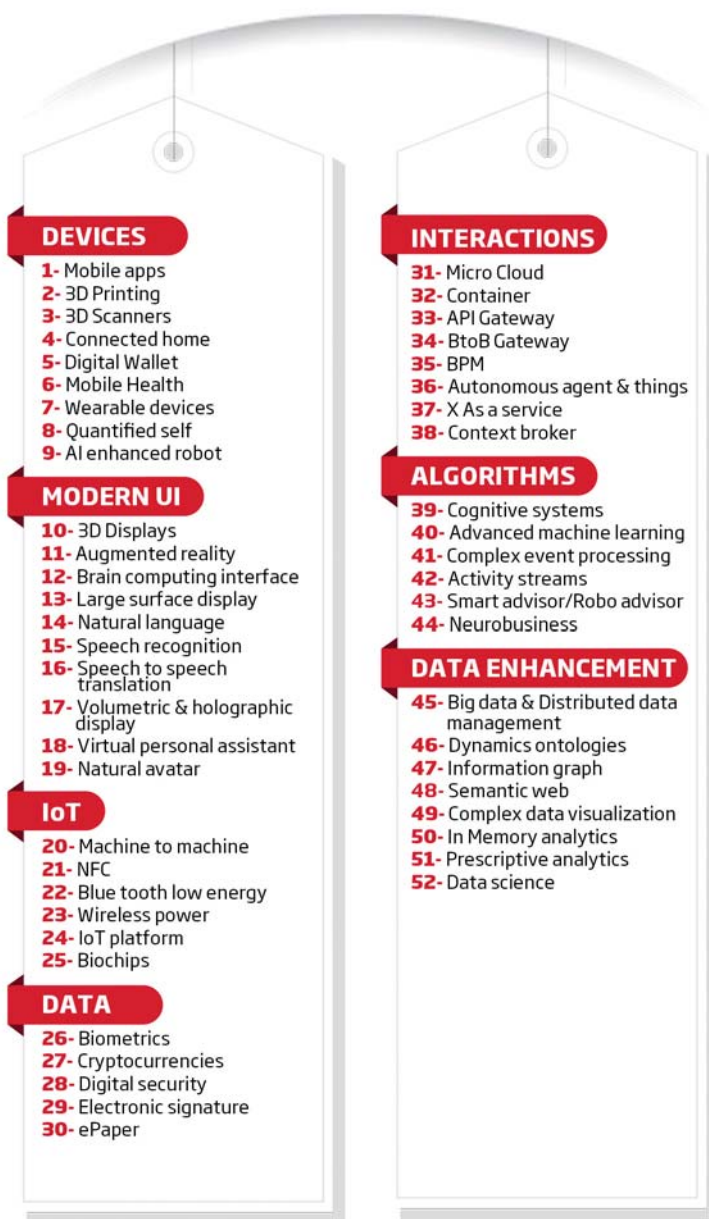 DEVICES
1- Mobile apps
2- 3D Printing
3- 3D Scanners
4- Connected home
5- Digital Wallet
6- Mobile Health
7- Wearable devices
8- Quantified self
9- AI enhanced robot
MODERN UI
10- 3D Displays
11- Augmented reality
12- Brain computing interface
13- Large surface display
14- Natural language
15- Speech recognition
16- Speech to speech
translation
17- Volumetric & holographic
display
18- Virtual personal assistant
19- Natural avatar
IoT
20- Machine to machine
21- NFC
22- Blue tooth low energy
23- Wireless power
24- IoT platform
25- Biochips
DATA
26- Biometrics
27- Cryptocurrencies
28- Digital security
29- Electronic signature
30- ePaper
INTERACTIONS
31- Micro Cloud
32- Container
33- API Gateway
34- BtoB Gateway
35- BPM
36- Autonomous agent & things
37- X As a service
38- Context broker
ALGORITHMS
39- Cognitive systems
40- Advanced machine learning
41- Complex event processing
42- Activity streams
43- Smart advisor/Robo advisor
44- Neurobusiness
DATA ENHANCEMENT
45- Big data & Distributed data
management
46- Dynamics ontologies
47- Information graph
48- Semantic web
49- Complex data visualization
50- In Memory analytics
51- Prescriptive analytics
52- Data science